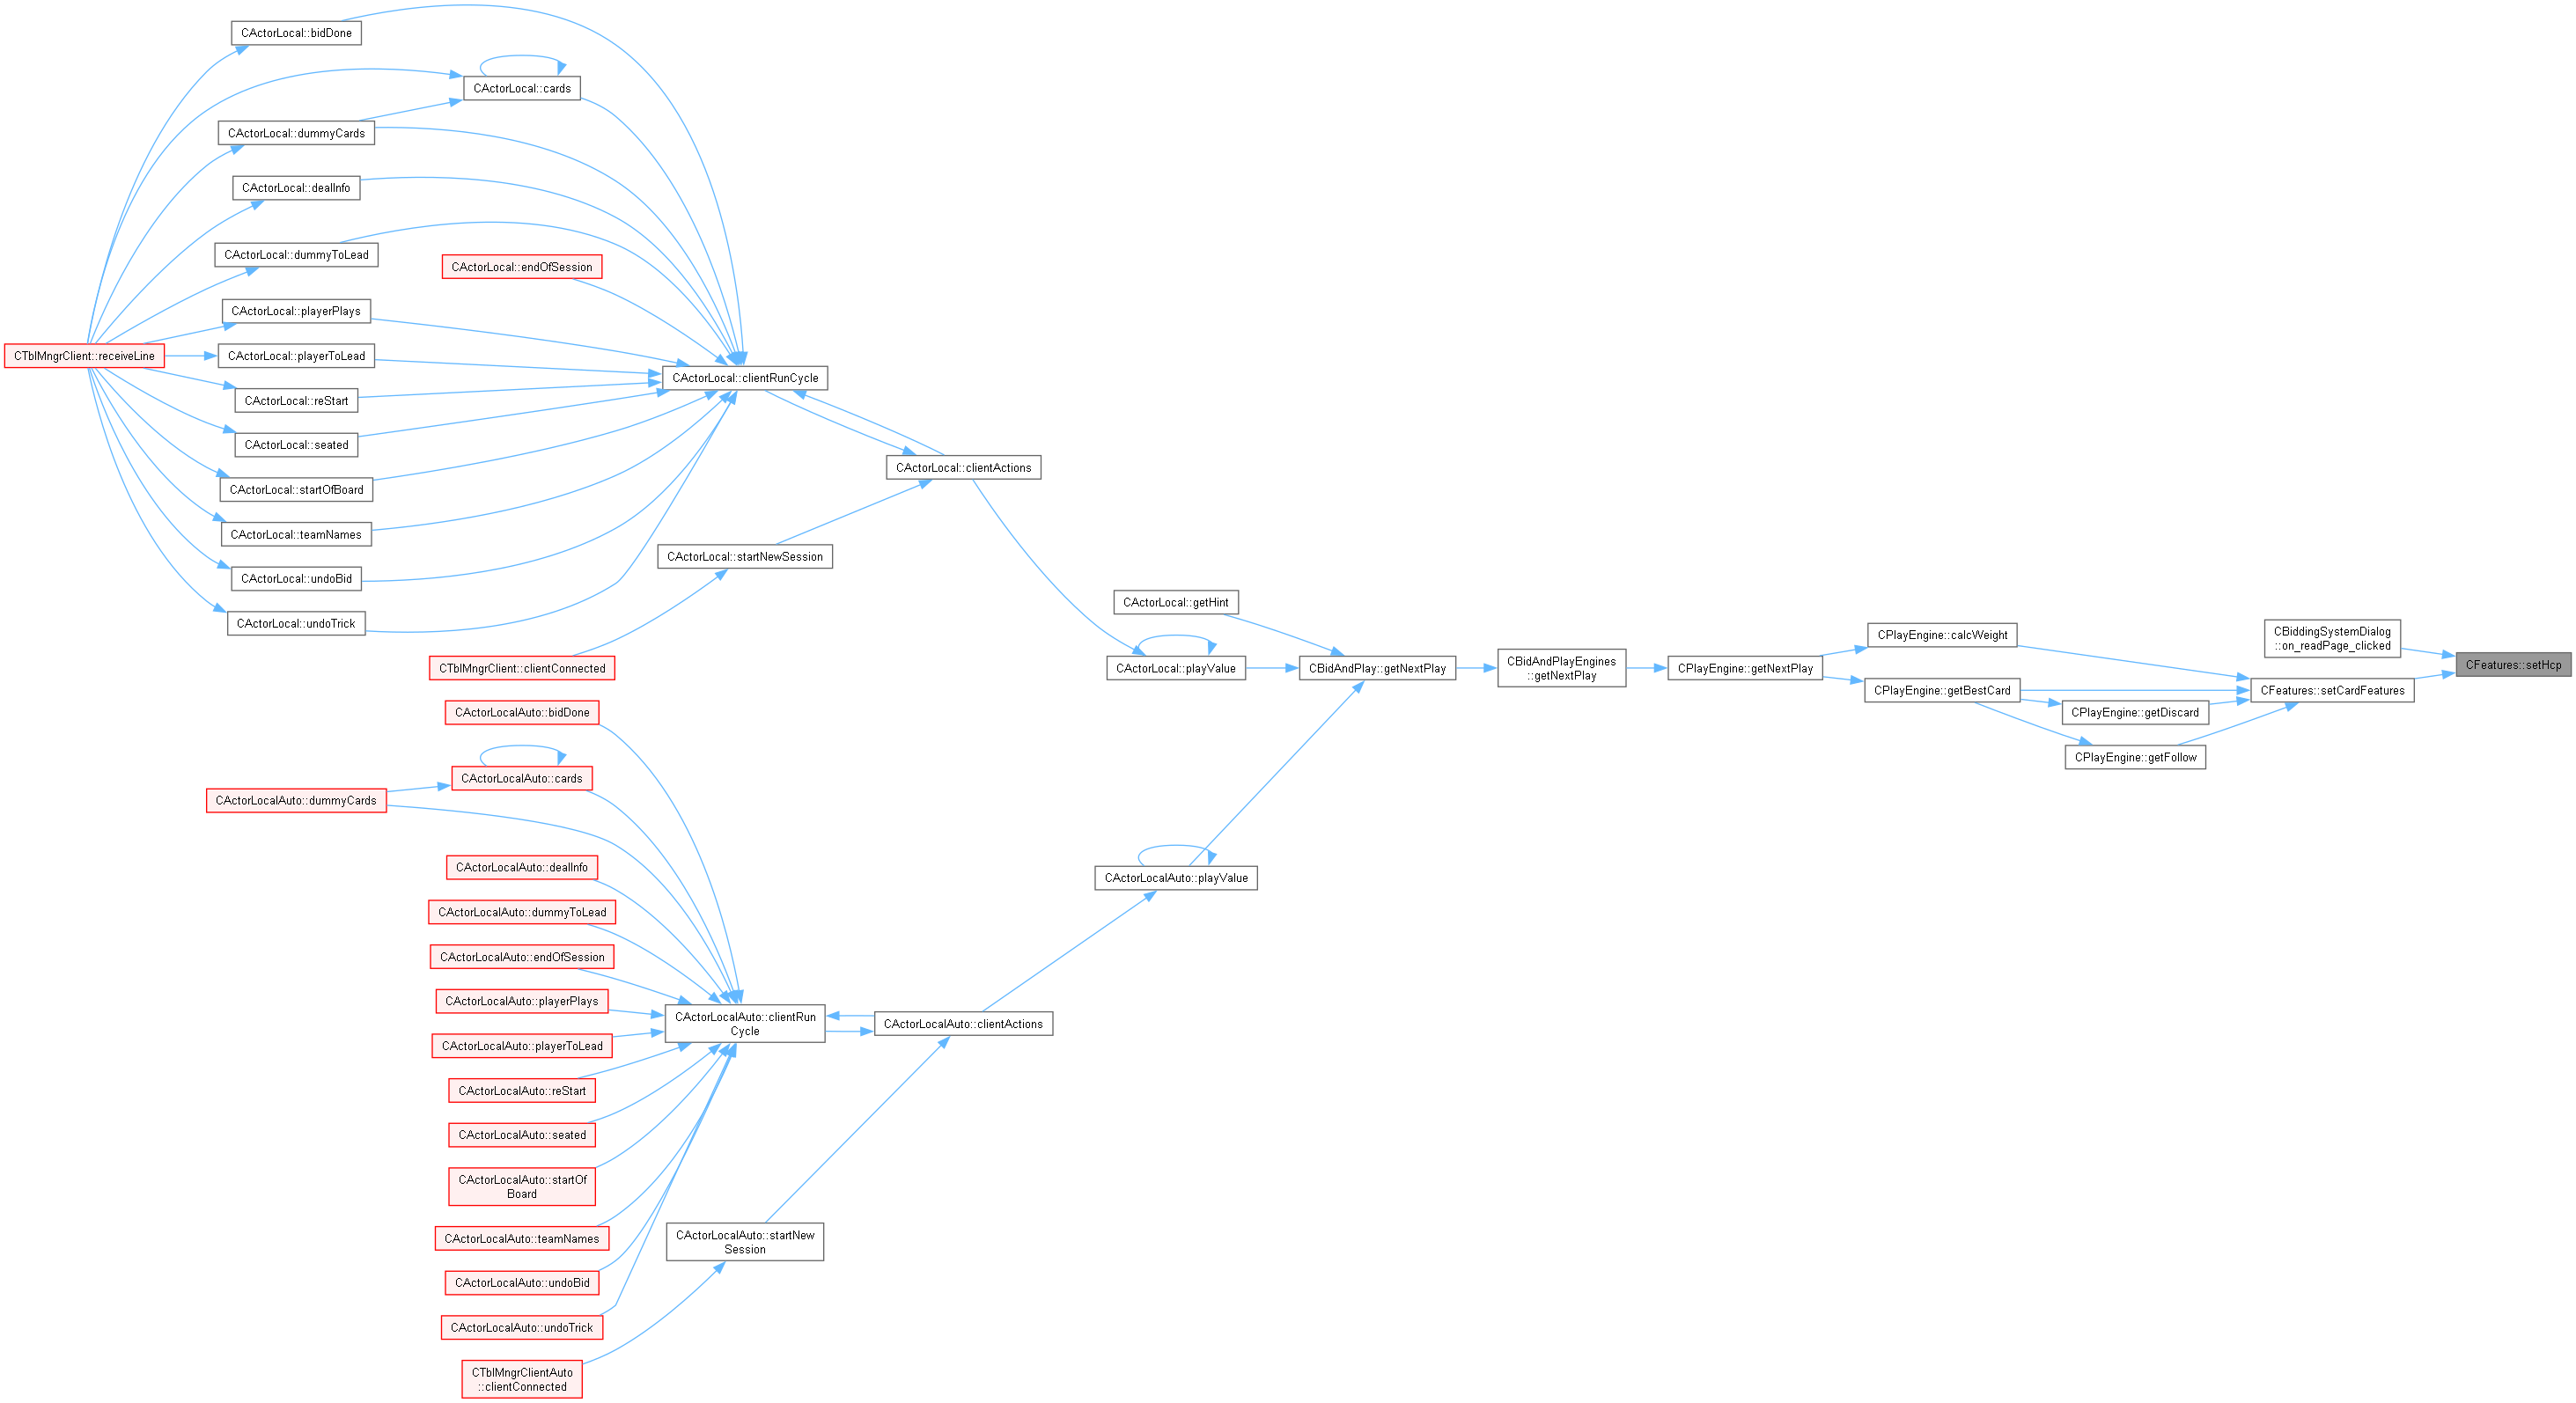 CActorLocal::bidDone
CActorLocal::cards
CActorLocal::dummyCards
CActorLocal::dealInfo
CActorLocal::dummyToLead
CActorLocal::endOfSession
CActorLocal::playerPlays
CTblMngrClient::receiveLine
CActorLocal::playerToLead
CActorLocal::clientRunCycle
CActorLocal::reStart
CActorLocal::seated
CActorLocal::clientActions
CActorLocal::startOfBoard
CActorLocal::teamNames
CActorLocal::startNewSession
CActorLocal::undoBid
CActorLocal::getHint
CActorLocal::undoTrick
CTblMngrClient::clientConnected
CActorLocal::playValue
CBidAndPlay::getNextPlay
CBidAndPlayEngines
::getNextPlay
CPlayEngine::getNextPlay
CPlayEngine::calcWeight
CPlayEngine::getBestCard
CPlayEngine::getDiscard
CPlayEngine::getFollow
CBiddingSystemDialog
::on_readPage_clicked
CFeatures::setCardFeatures
CFeatures::setHcp
CActorLocalAuto::bidDone
CActorLocalAuto::cards
CActorLocalAuto::dummyCards
CActorLocalAuto::dealInfo
CActorLocalAuto::playValue
CActorLocalAuto::dummyToLead
CActorLocalAuto::endOfSession
CActorLocalAuto::playerPlays
CActorLocalAuto::clientRun
Cycle
CActorLocalAuto::clientActions
CActorLocalAuto::playerToLead
CActorLocalAuto::reStart
CActorLocalAuto::seated
CActorLocalAuto::startOf
Board
CActorLocalAuto::teamNames
CActorLocalAuto::startNew
Session
CActorLocalAuto::undoBid
CActorLocalAuto::undoTrick
CTblMngrClientAuto
::clientConnected